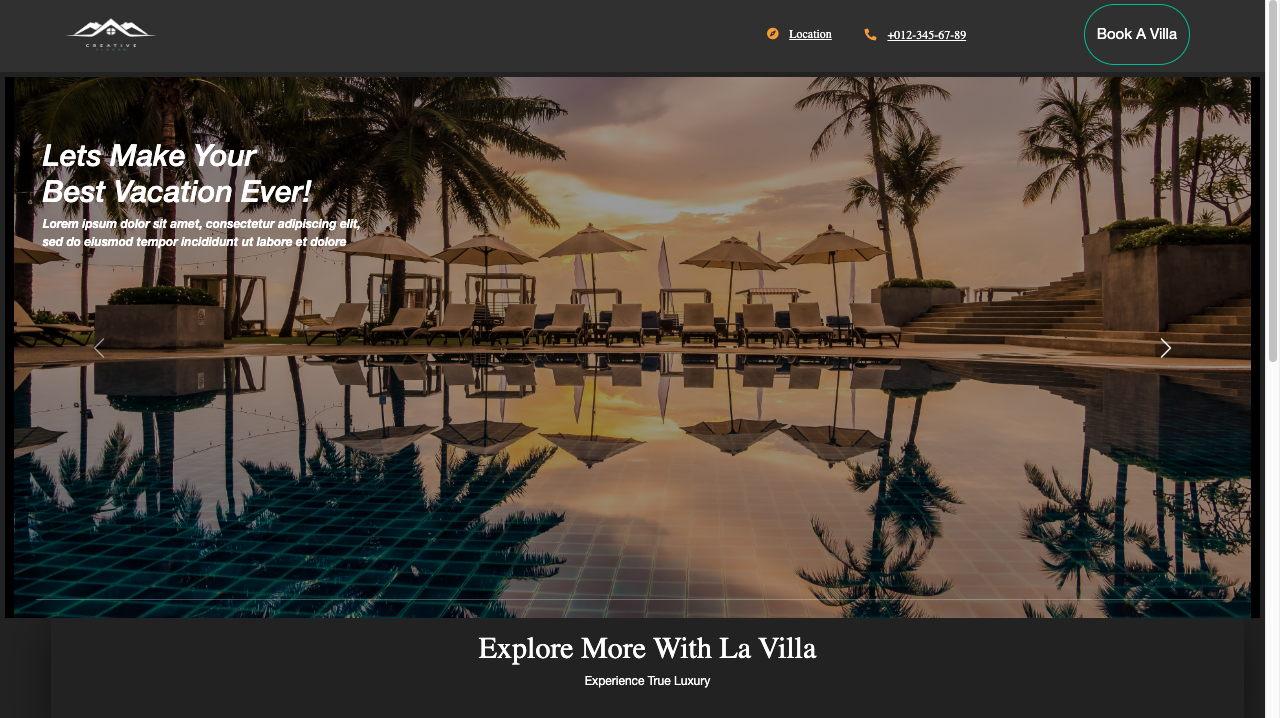 CREATIVE
Location
+012-345-67-89
Book A Villa
Lets Make Your
Best Vacation Ever!
Lorem ipsum dolor sit amet, consectetur adipiscing elit,
sed do eiusmod tempor incididunt ut labore et dolore
Explore More With La Villa
Experience True Luxury